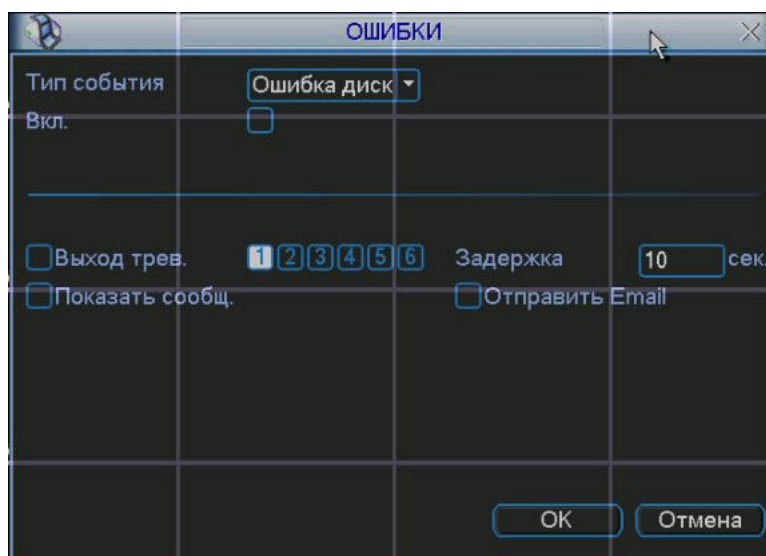 ОШИБКИ
Тип события Ошибка диск
Вкл.
Выход трев. 1 2 3 4 5 6 Задержка 10 сек.
Показать сообщ. Отправить Email
OK Отмена